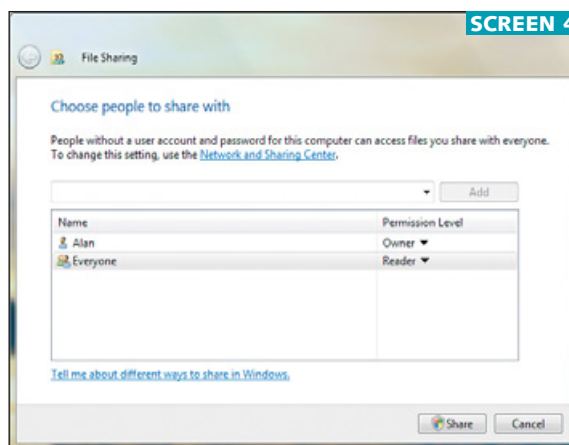 SCREEN 4
File Sharing
Choose people to share with
People without a user account and password for this computer can access files you share with everyone.
To change this setting, use the Network and Sharing Center.
Add
Name Permission Level
Alan Owner
Everyone Reader
Tell me about different ways to share in Windows.
Share Cancel